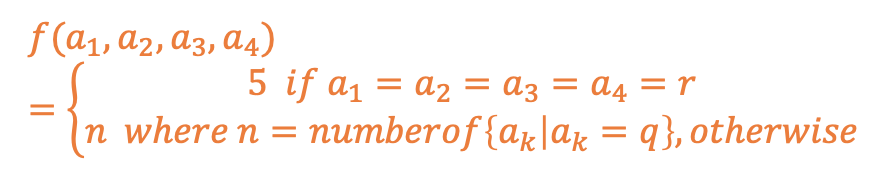 f(a₁, a₂, a₃, a₄)
= { 5 if a₁ = a₂ = a₃ = a₄ = r
n where n = numberof{aₖ|aₖ = q}, otherwise